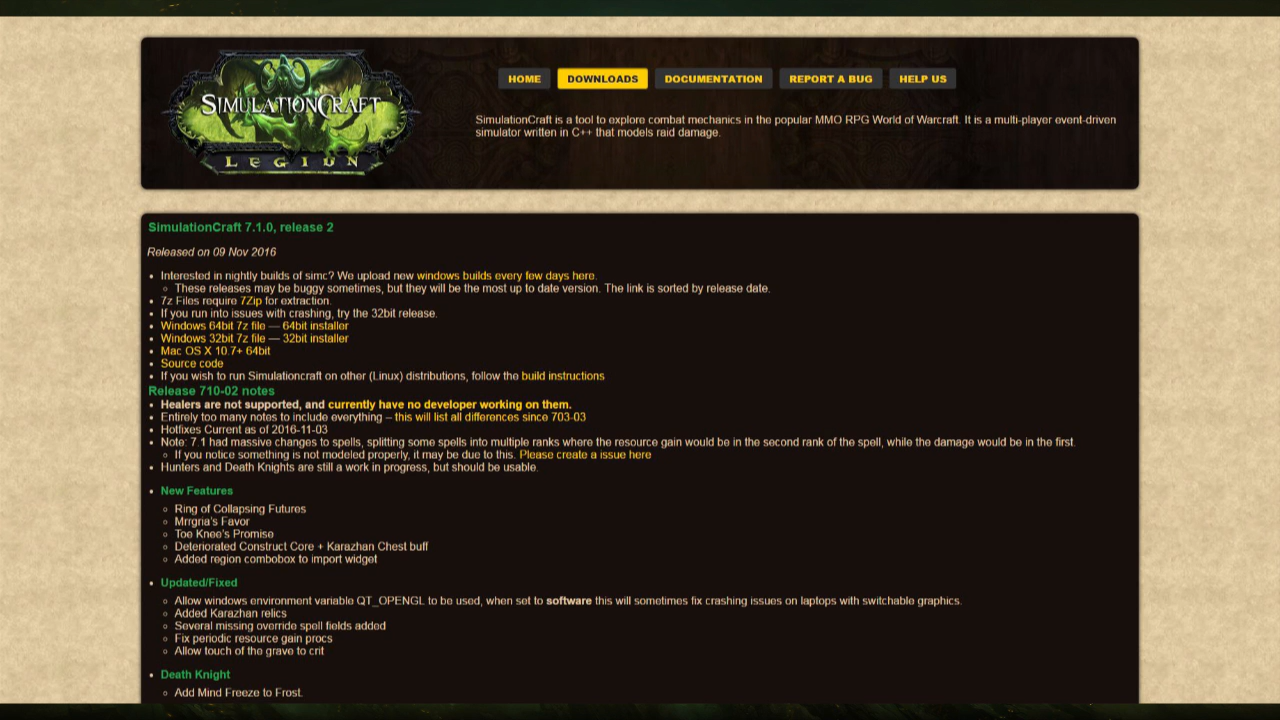 SIMULATIONCRAFT
LEGION
HOME
DOWNLOADS
DOCUMENTATION
REPORT A BUG
HELP US
SimulationCraft is a tool to explore combat mechanics in the popular MMO RPG World of Warcraft. It is a multi-player event-driven
simulator written in C++ that models raid damage.
SimulationCraft 7.1.0, release 2
Released on 09 Nov 2016
Interested in nightly builds of simc? We upload new windows builds every few days here.
These releases may be buggy sometimes, but they will be the most up to date version. The link is sorted by release date.
7z Files require 7Zip for extraction.
If you run into issues with crashing, try the 32bit release.
Windows 64bit 7z file — 64bit installer
Windows 32bit 7z file — 32bit installer
Mac OS X 10.7+ 64bit
Source code
If you wish to run Simulationcraft on other (Linux) distributions, follow the build instructions
Release 710-02 notes
Healers are not supported, and currently have no developer working on them.
Entirely too many notes to include everything – this will list all differences since 703-03
Hotfixes Current as of 2016-11-03
Note: 7.1 had massive changes to spells, splitting some spells into multiple ranks where the resource gain would be in the second rank of the spell, while the damage would be in the first.
If you notice something is not modeled properly, it may be due to this. Please create a issue here
Hunters and Death Knights are still a work in progress, but should be usable.
New Features
Ring of Collapsing Futures
Mrrgria's Favor
Toe Knee's Promise
Deteriorated Construct Core + Karazhan Chest buff
Added region combobox to import widget
Updated/Fixed
Allow windows environment variable QT_OPENGL to be used, when set to software this will sometimes fix crashing issues on laptops with switchable graphics.
Added Karazhan relics
Several missing override spell fields added
Fix periodic resource gain procs
Allow touch of the grave to crit
Death Knight
Add Mind Freeze to Frost.